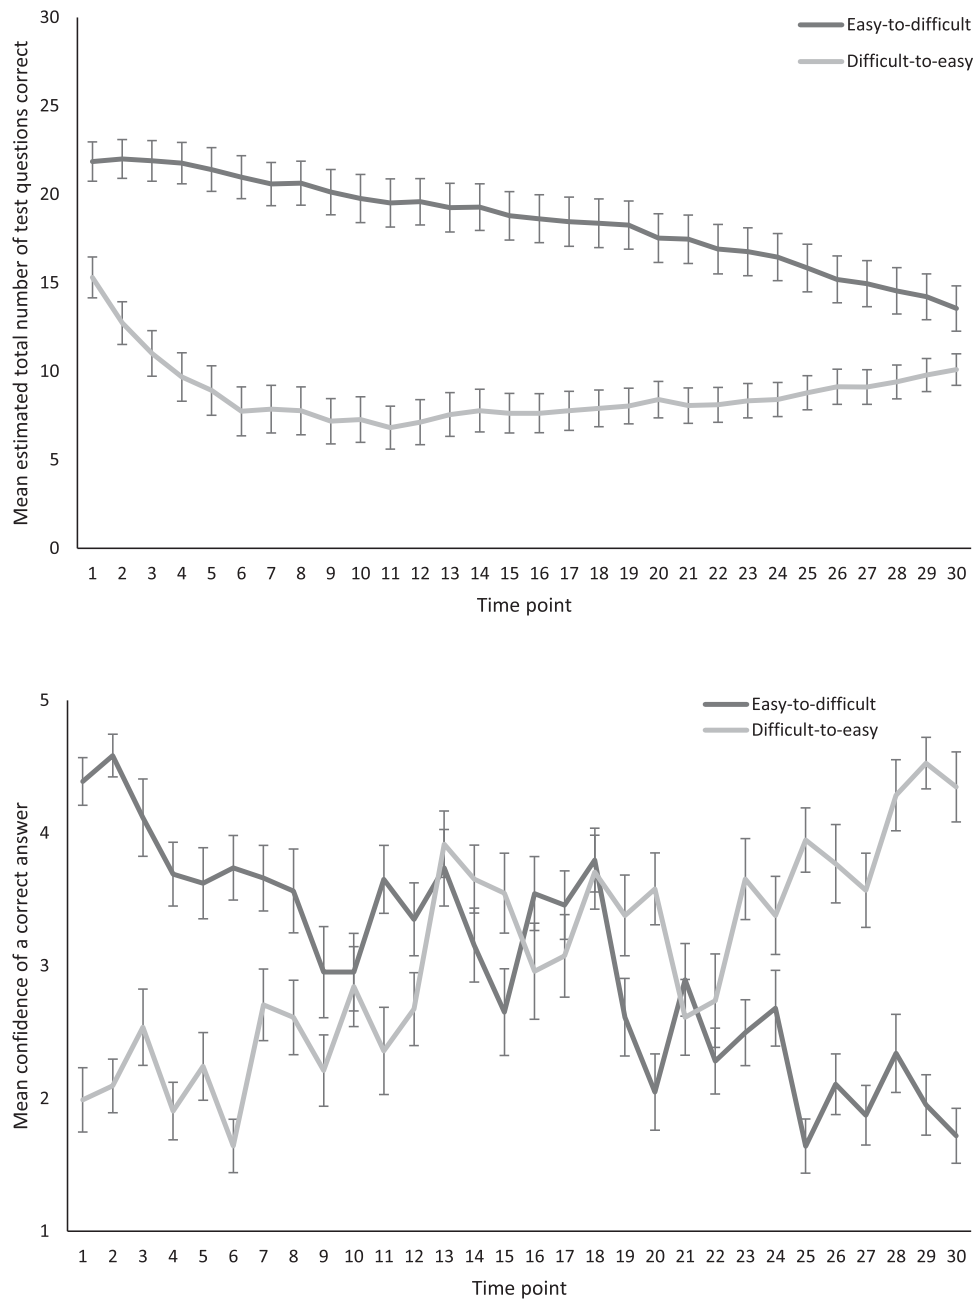 Mean estimated total number of test questions correct
30
25
20
15
10
5
0
Easy-to-difficult
Difficult-to-easy
1 2 3 4 5 6 7 8 9 10 11 12 13 14 15 16 17 18 19 20 21 22 23 24 25 26 27 28 29 30
Time point
Mean confidence of a correct answer
5
4
3
2
1
Easy-to-difficult
Difficult-to-easy
1 2 3 4 5 6 7 8 9 10 11 12 13 14 15 16 17 18 19 20 21 22 23 24 25 26 27 28 29 30
Time point